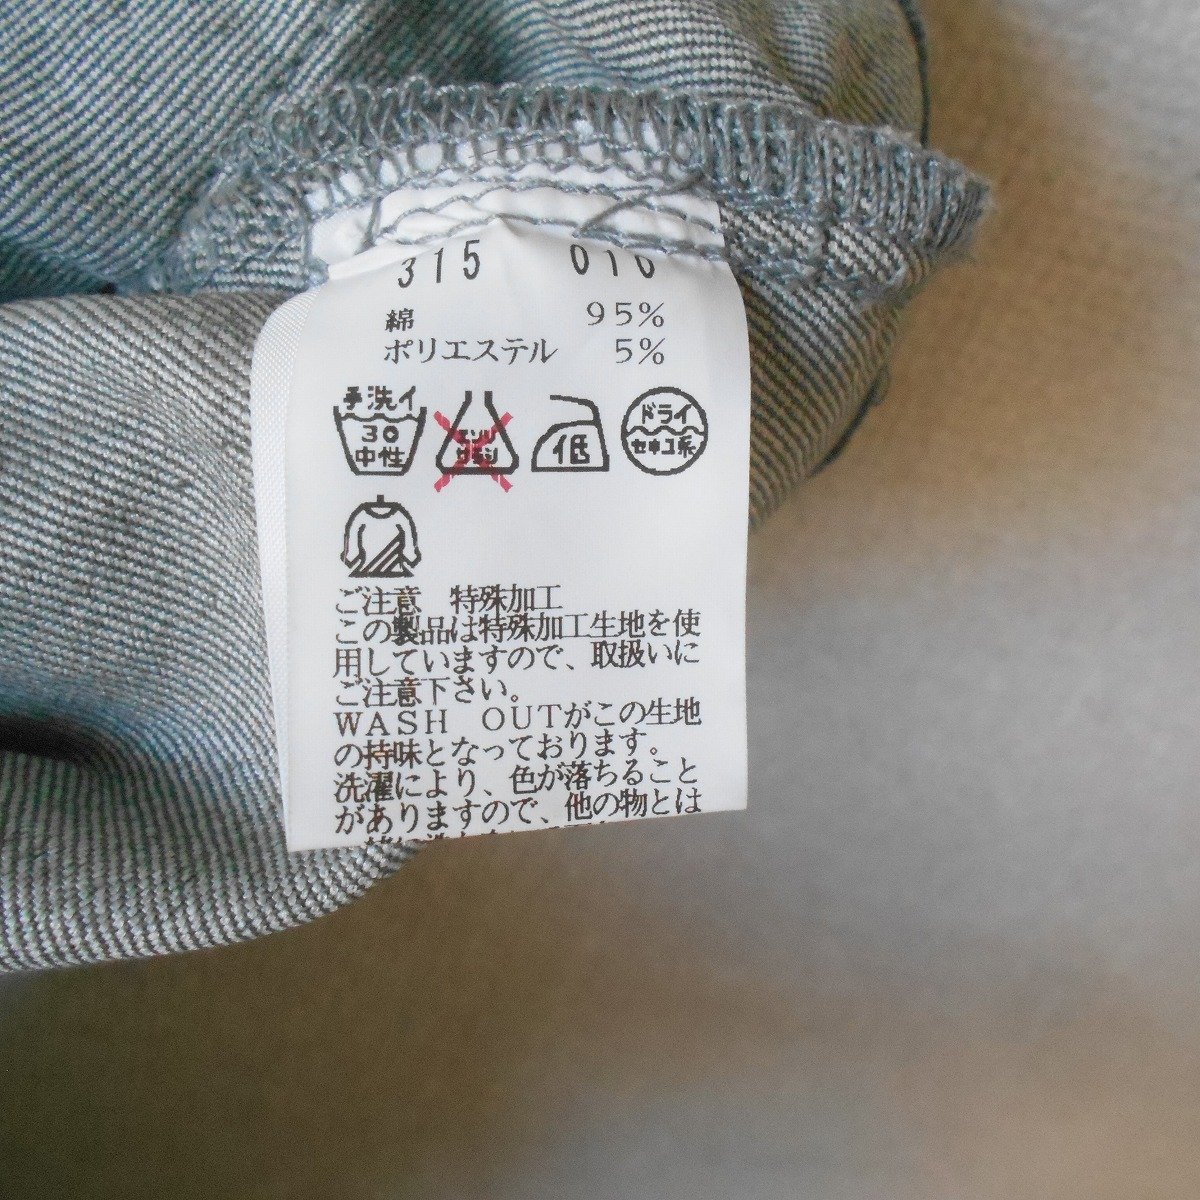 315 016
綿 95%
ポリエステル 5%
手洗イ
30
中性
エンソ
サラシ
低
ドライ
セキユ系
ご注意 特殊加工
この製品は特殊加工生地を使
用していますので、取扱いに
ご注意下さい。
WASH OUTがこの生地
の持味となっております。
洗濯により、色が落ちること
がありますので、他の物とは